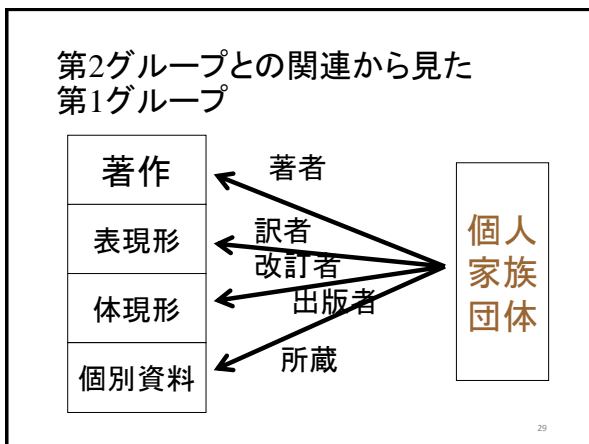 第2グループとの関連から見た
第1グループ
著作
表現形
体現形
個別資料
著者
訳者
改訂者
出版者
所蔵
個人
家族
団体
29